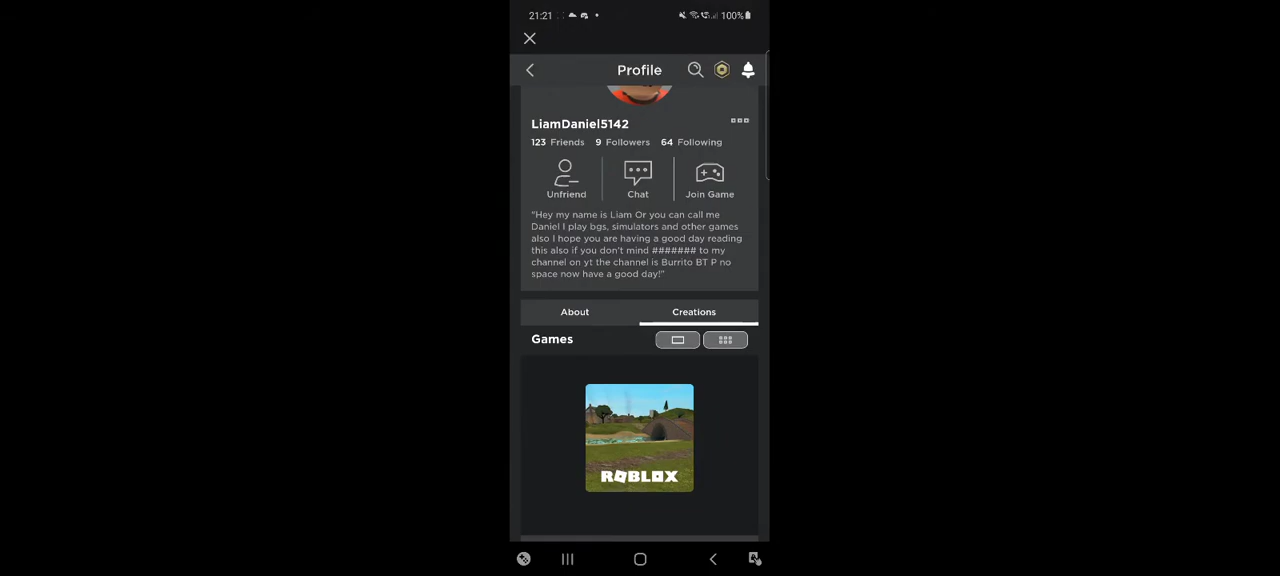 21:21 100%
Profile
LiamDaniel5142
123 Friends 9 Followers 64 Following
Unfriend Chat Join Game
"Hey my name is Liam Or you can call me
Daniel I play bgs, simulators and other games
also I hope you are having a good day reading
this also if you don't mind ####### to my
channel on yt the channel is Burrito BT P no
space now have a good day!"
About Creations
Games
ROBLOX